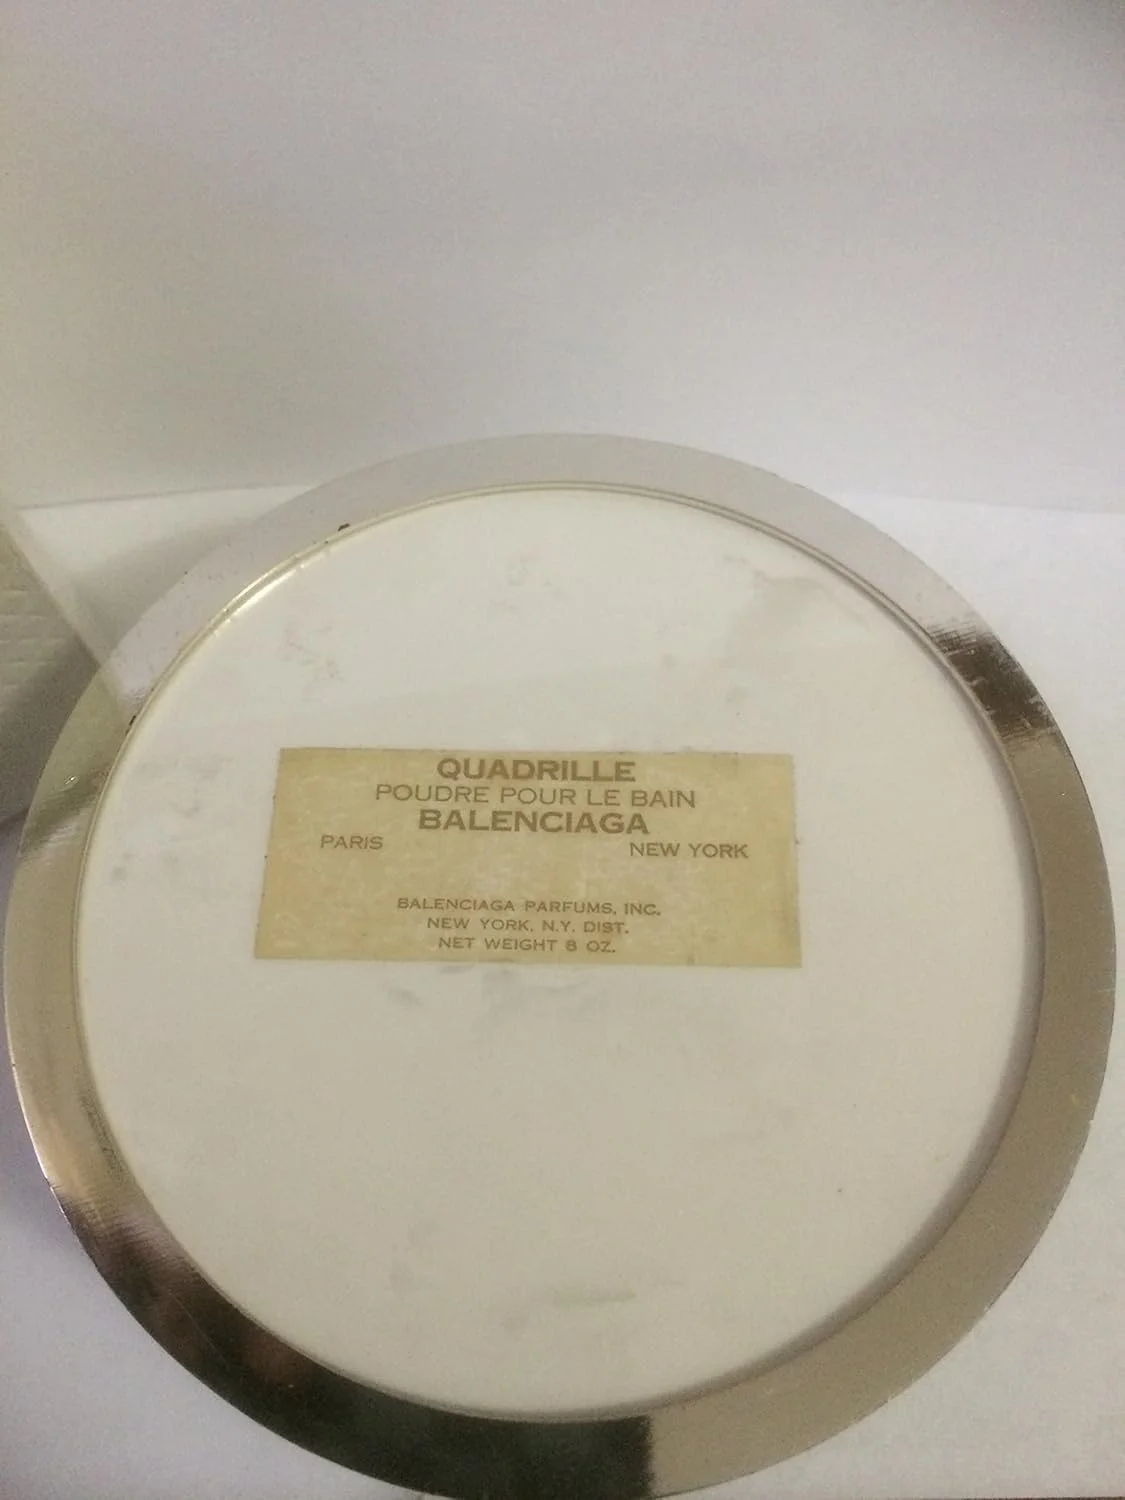 QUADRILLE
POUDRE POUR LE BAIN
BALENCIAGA
PARIS NEW YORK
BALENCIAGA PARFUMS, INC.
NEW YORK, N.Y. DIST.
NET WEIGHT 8 OZ.